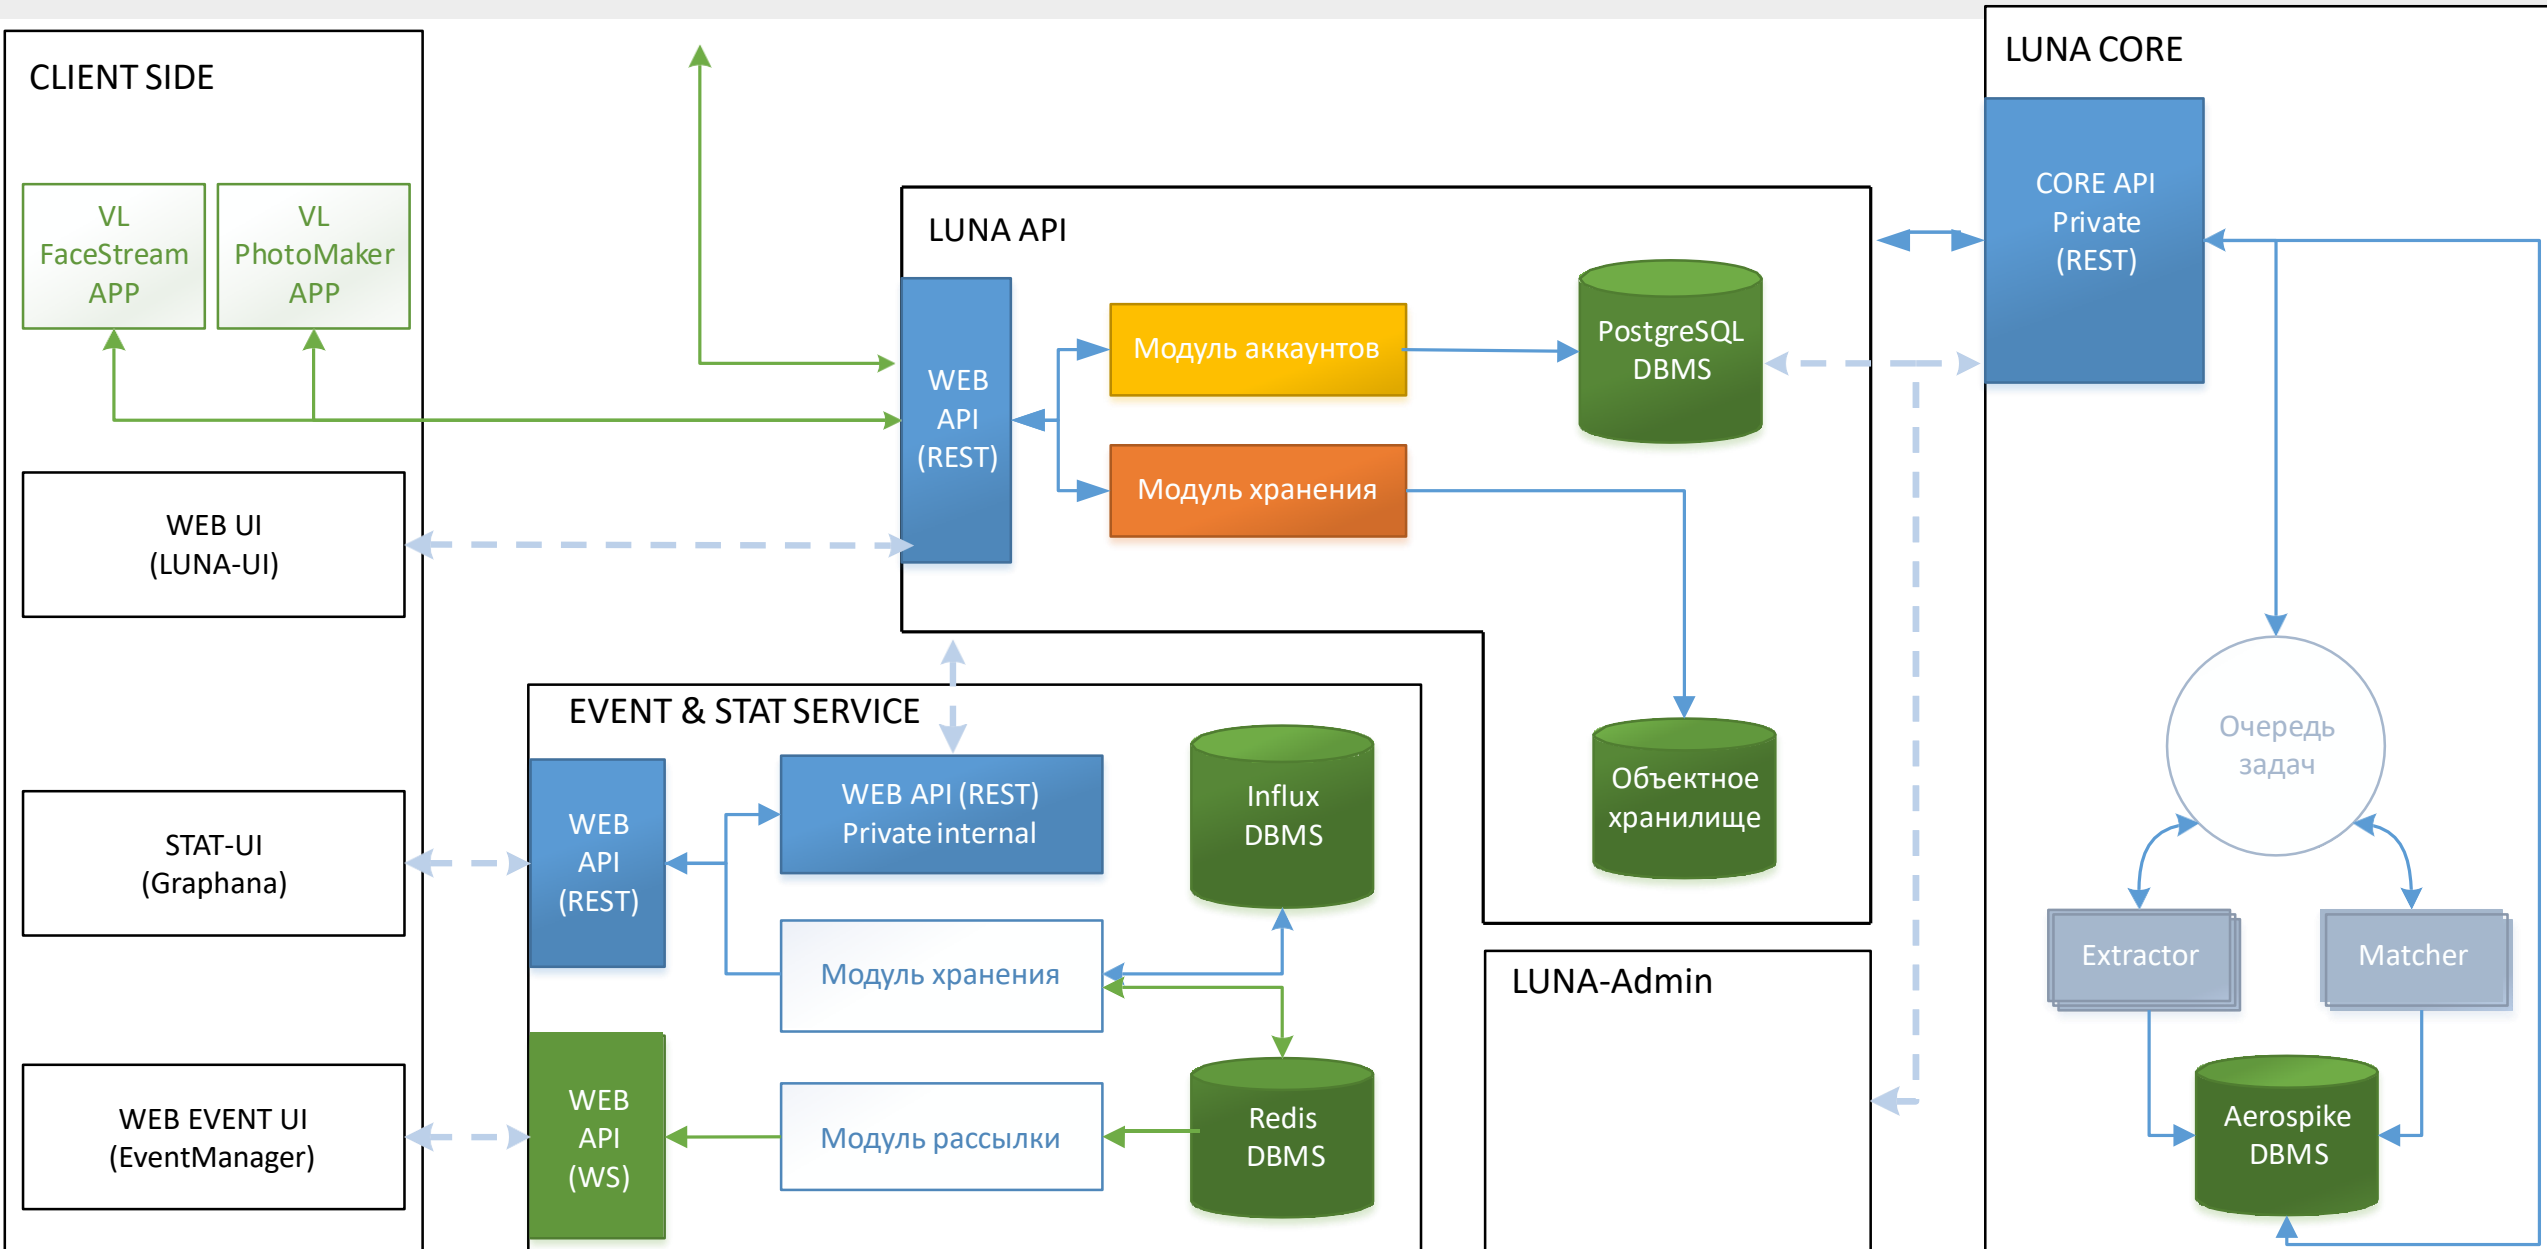 CLIENT SIDE
VL
FaceStream
APP
VL
PhotoMaker
APP
WEB UI
(LUNA-UI)
STAT-UI
(Graphana)
WEB EVENT UI
(EventManager)
LUNA API
WEB
API
(REST)
Модуль аккаунтов
Модуль хранения
PostgreSQL
DBMS
Объектное
хранилище
EVENT & STAT SERVICE
WEB
API
(REST)
WEB API (REST)
Private internal
Модуль хранения
Influx
DBMS
WEB
API
(WS)
Модуль рассылки
Redis
DBMS
LUNA-Admin
LUNA CORE
CORE API
Private
(REST)
Очередь
задач
Extractor
Matcher
Aerospike
DBMS